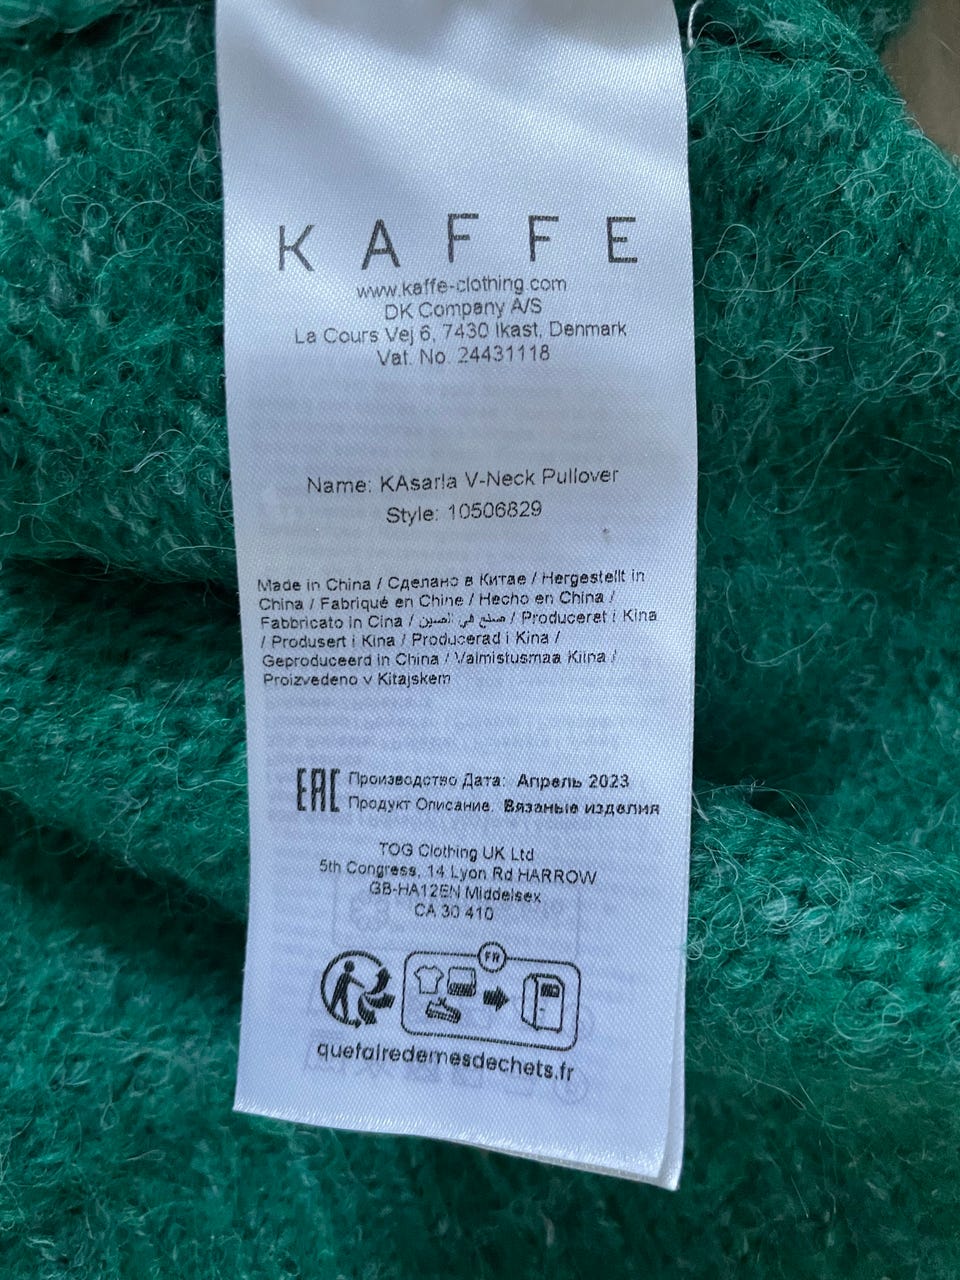 KAFFE
www.kaffe-clothing.com
DK Company A/S
La Cours Vej 6, 7430 Ikast, Denmark
Vat. No. 24431118
Name: KAsarla V-Neck Pullover
Style: 10506829
Made in China / Сделано в Китае / Hergestellt in
China / Fabriqué en Chine / Hecho en China /
Fabbricato in Cina / صنع في الصين / Produceret i Kina
/ Produsert i Kina / Producerad i Kina /
Geproduceerd in China / Valmistusmaa Kiina /
Proizvedeno v Kitajskem
EAC Произвоdство Дата: Апрель 2023
Продукт Описание. Вязаные изделия
TOG Clothing UK Ltd
5th Congress, 14 Lyon Rd HARROW
GB-HA12EN Middelsex
CA 30 410
FR
quefairedemesdechets.fr